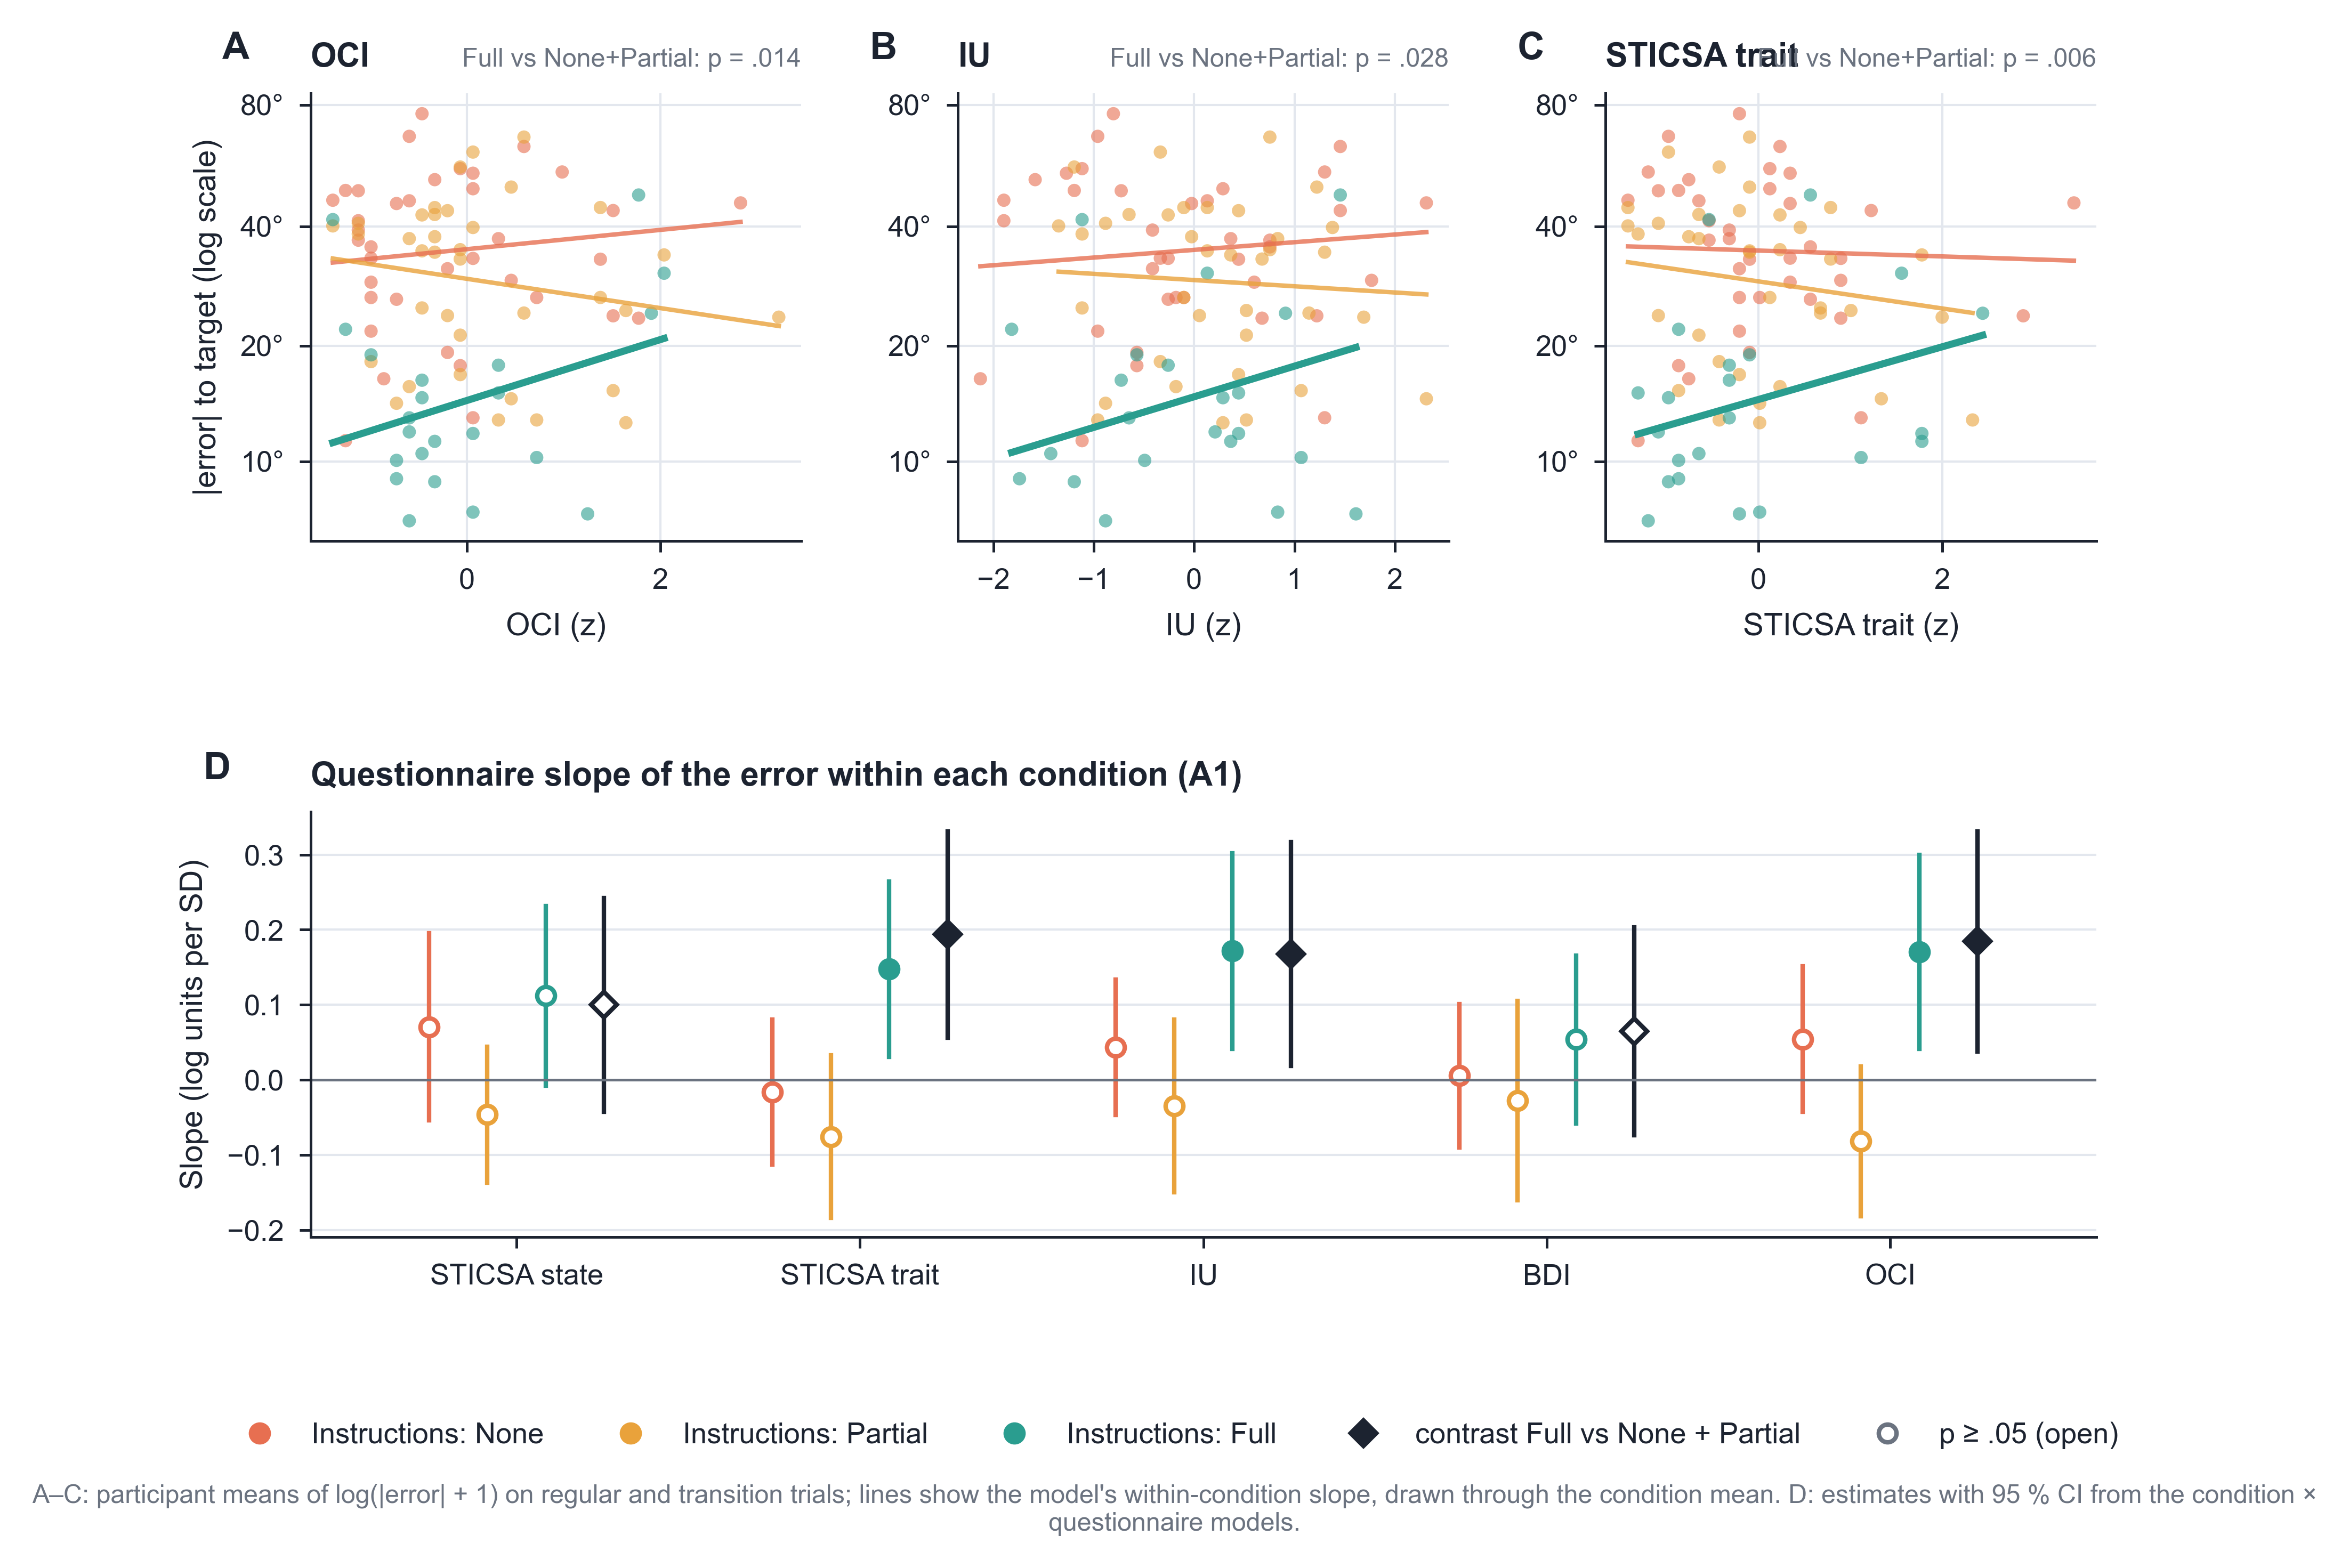 A
OCI
Full vs None+Partial: p = .014
B
IU
Full vs None+Partial: p = .028
C
STICSA trait
Full vs None+Partial: p = .006
|error| to target (log scale)
80°
40°
20°
10°
80°
40°
20°
10°
80°
40°
20°
10°
0
2
−2
−1
0
1
2
0
2
OCI (z)
IU (z)
STICSA trait (z)
D
Questionnaire slope of the error within each condition (A1)
Slope (log units per SD)
0.3
0.2
0.1
0.0
−0.1
−0.2
STICSA state
STICSA trait
IU
BDI
OCI
Instructions: None
Instructions: Partial
Instructions: Full
contrast Full vs None + Partial
p ≥ .05 (open)
A–C: participant means of log(|error| + 1) on regular and transition trials; lines show the model's within-condition slope, drawn through the condition mean. D: estimates with 95 % CI from the condition ×
questionnaire models.